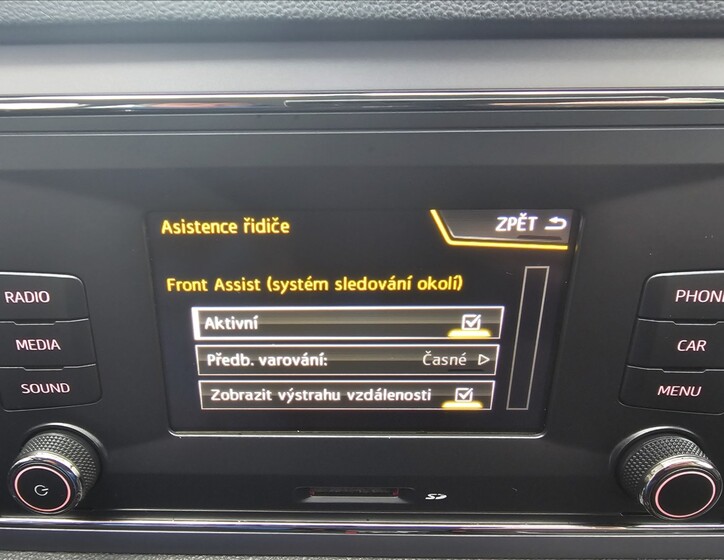 Asistence řidiče
ZPĚT
Front Assist (systém sledování okolí)
Aktivní
Předb. varování: Časné
Zobrazit výstrahu vzdálenosti
RADIO
MEDIA
SOUND
PHONE
CAR
MENU
SD